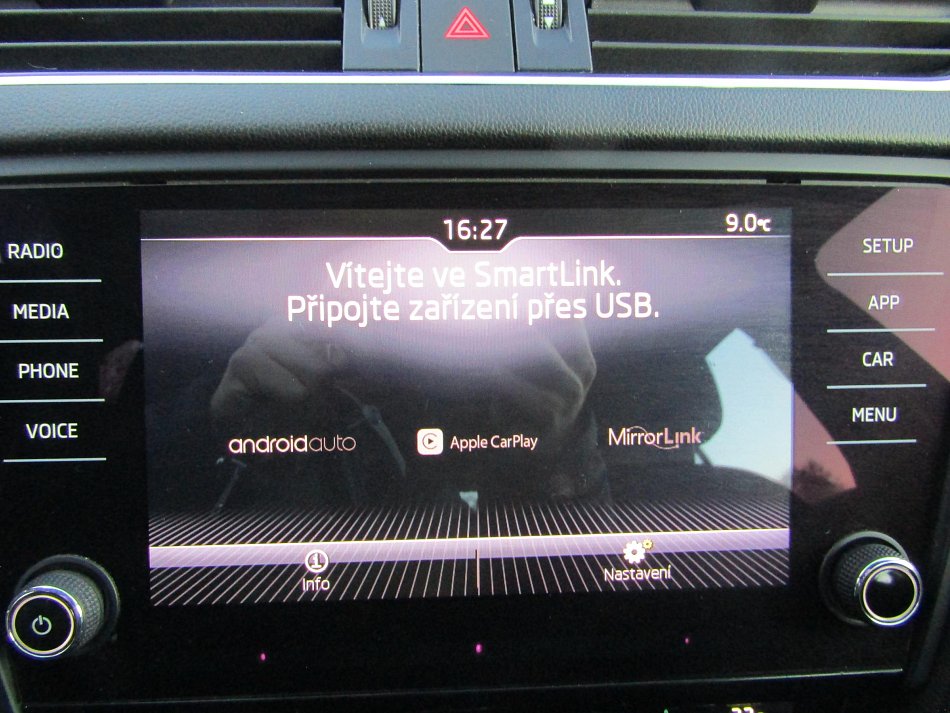 16:27
9.0°C
Vítejte ve SmartLink.
Připojte zařízení přes USB.
RADIO
MEDIA
PHONE
VOICE
SETUP
APP
CAR
MENU
androidauto
Apple CarPlay
MirrorLink
Info
Nastavení